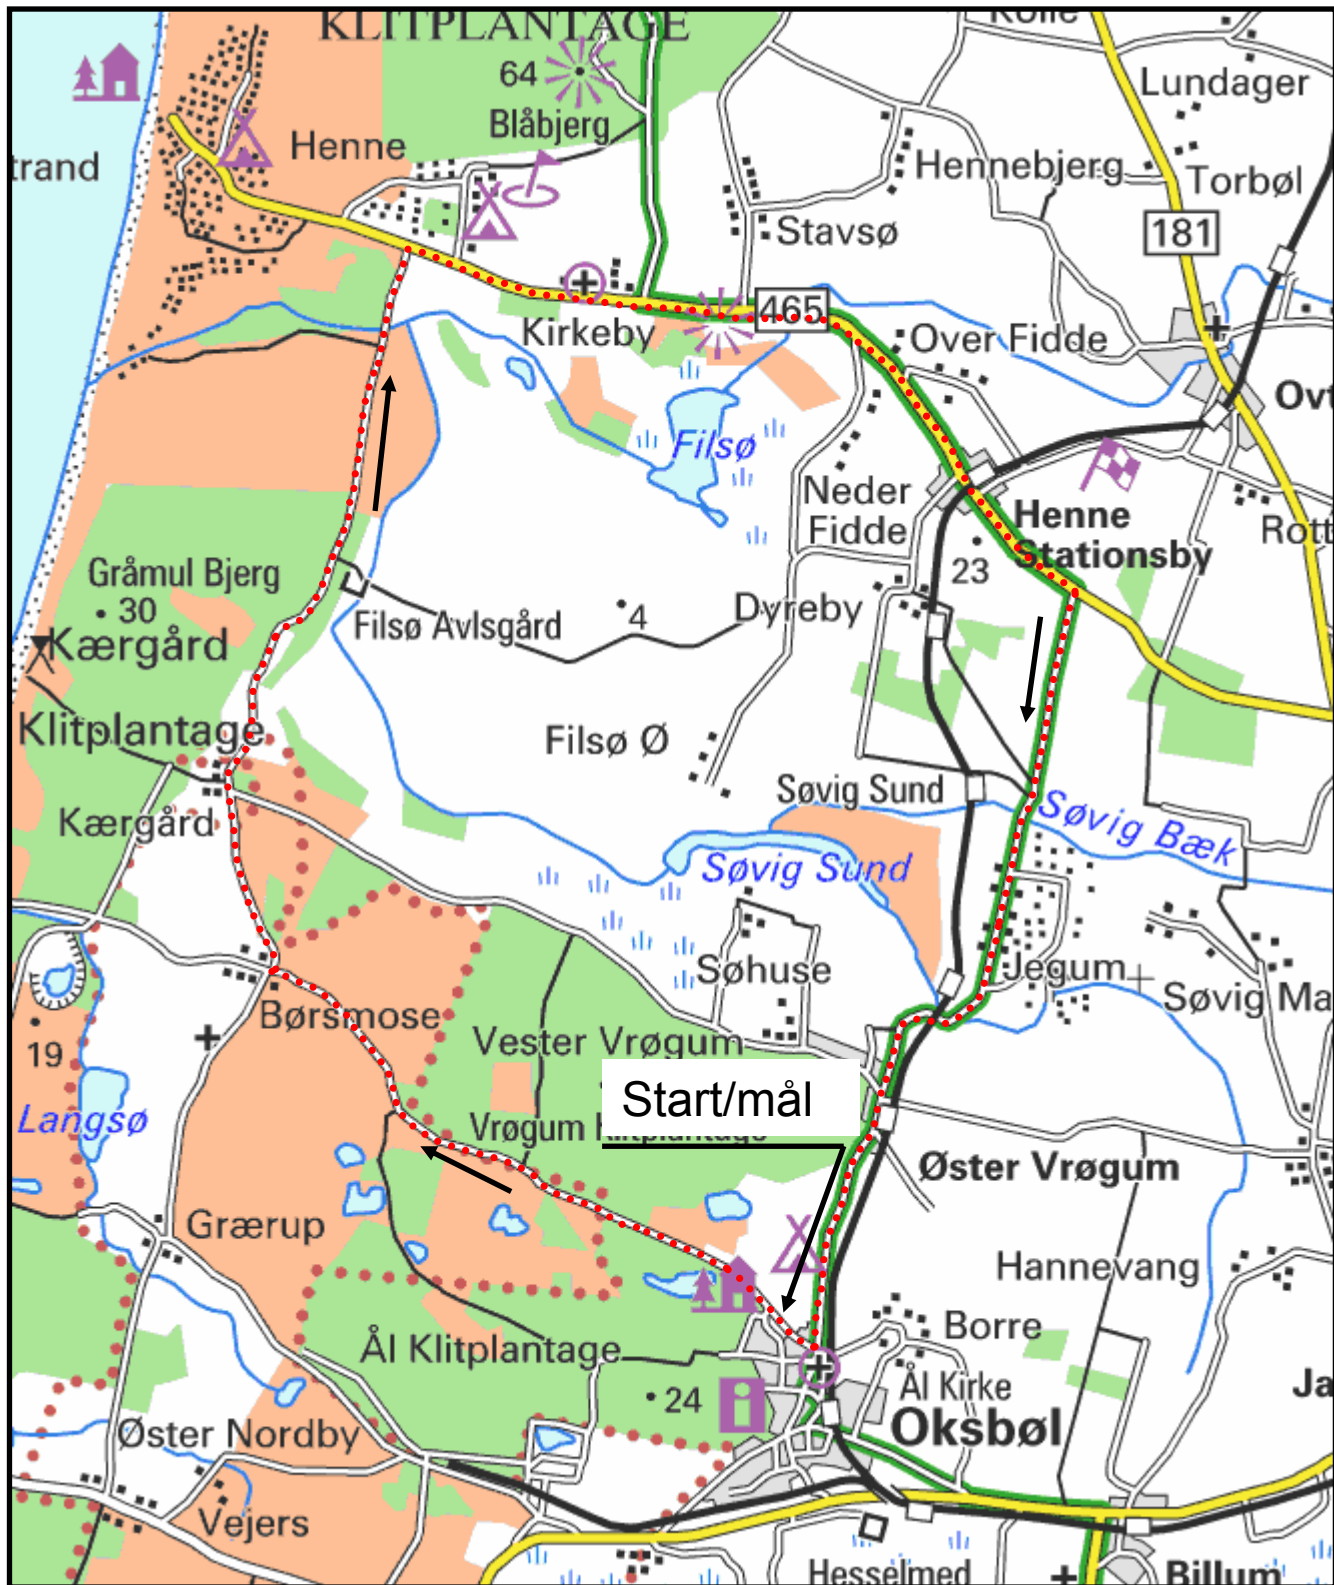 KLITPLANTAGE
Kolle
64
Blåbjerg
Lundager
trand
Henne
Hennebjerg
Torbøl
181
Stavsø
465
Kirkeby
Over Fidde
Ovt
Filsø
Neder
Fidde
Henne
Stationsby
Rott
23
Gråmul Bjerg
30
Kærgård
Klitplantage
Filsø Avlsgård
4
Dyreby
Filsø Ø
Søvig Sund
Søvig Bæk
Kærgård
Søvig Sund
Søhuse
Jegum
Søvig Ma
Børsmose
19
Vester Vrøgum
Start/mål
Langsø
Vrøgum Klitplantage
Øster Vrøgum
Grærup
Hannevang
Borre
Ål Klitplantage
24
Ål Kirke
Oksbøl
Ja
Øster Nordby
Vejers
Hesselmed
Billum